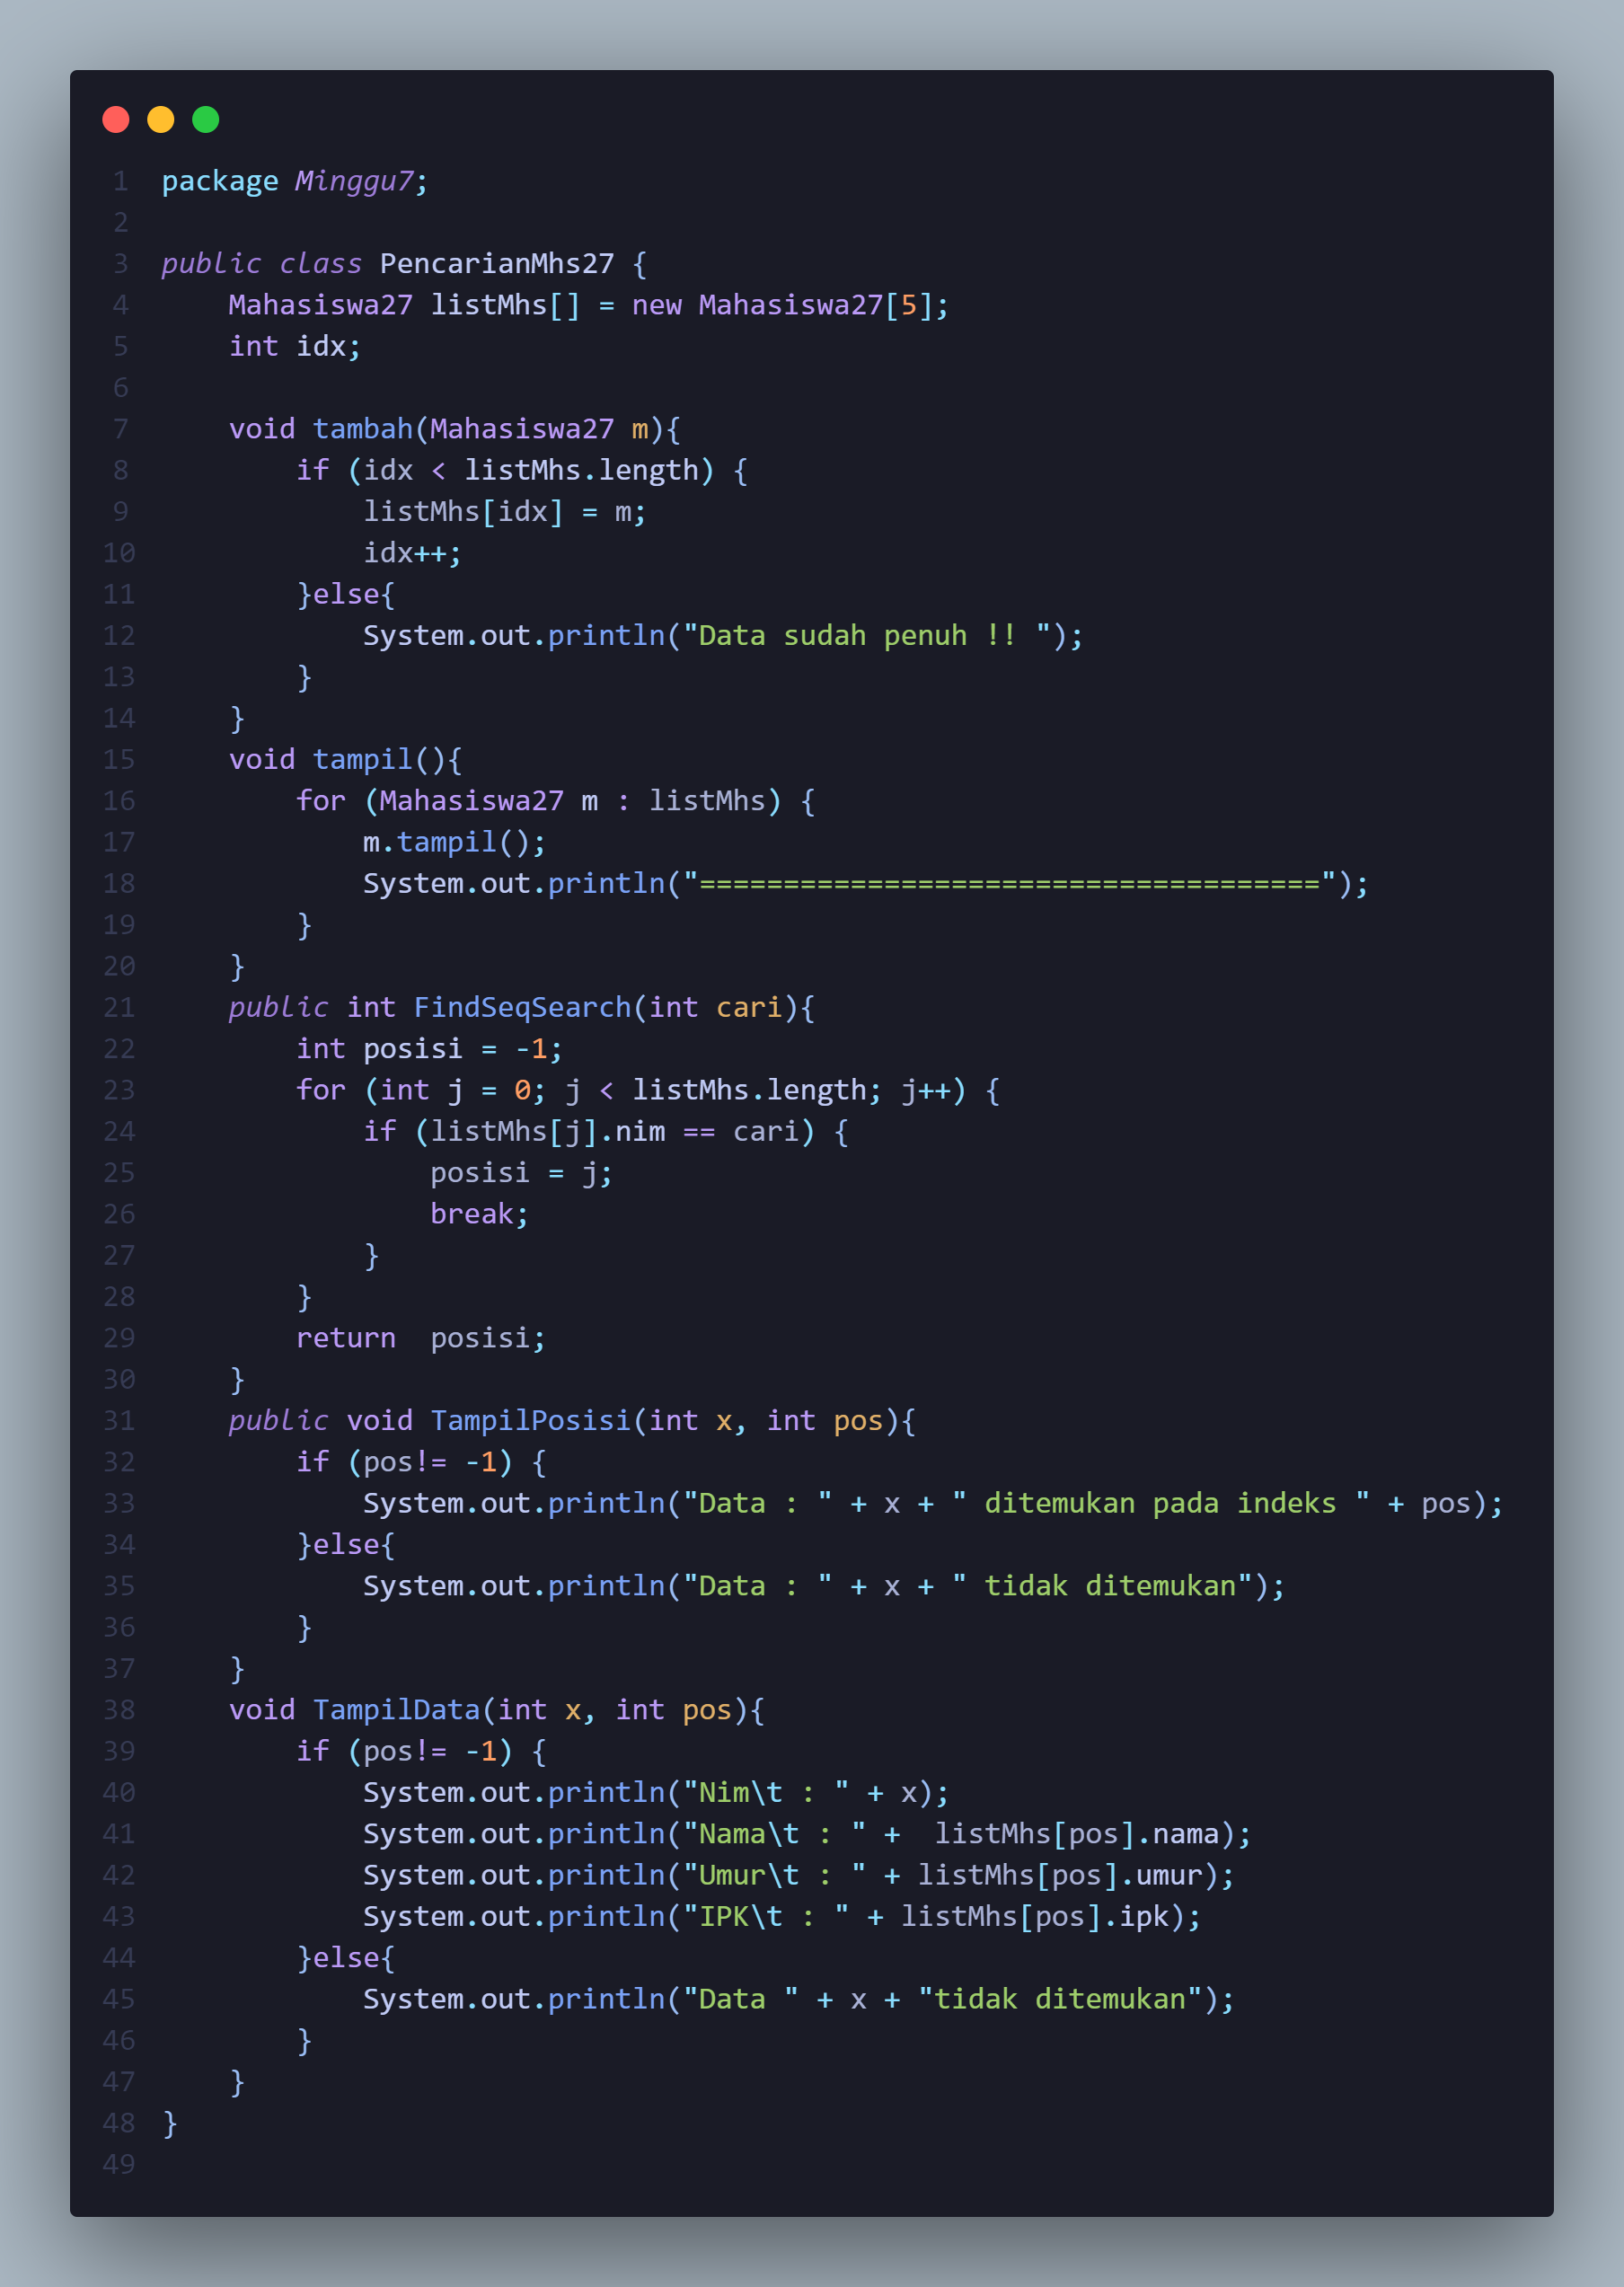 1 package Minggu7;
2
3 public class PencarianMhs27 {
4     Mahasiswa27 listMhs[] = new Mahasiswa27[5];
5     int idx;
6
7     void tambah(Mahasiswa27 m){
8         if (idx < listMhs.length) {
9             listMhs[idx] = m;
10             idx++;
11         }else{
12             System.out.println("Data sudah penuh !! ");
13         }
14     }
15     void tampil(){
16         for (Mahasiswa27 m : listMhs) {
17             m.tampil();
18             System.out.println("=====================================");
19         }
20     }
21     public int FindSeqSearch(int cari){
22         int posisi = -1;
23         for (int j = 0; j < listMhs.length; j++) {
24             if (listMhs[j].nim == cari) {
25                 posisi = j;
26                 break;
27             }
28         }
29         return  posisi;
30     }
31     public void TampilPosisi(int x, int pos){
32         if (pos!= -1) {
33             System.out.println("Data : " + x + " ditemukan pada indeks " + pos);
34         }else{
35             System.out.println("Data : " + x + " tidak ditemukan");
36         }
37     }
38     void TampilData(int x, int pos){
39         if (pos!= -1) {
40             System.out.println("Nim\t : " + x);
41             System.out.println("Nama\t : " +  listMhs[pos].nama);
42             System.out.println("Umur\t : " + listMhs[pos].umur);
43             System.out.println("IPK\t : " + listMhs[pos].ipk);
44         }else{
45             System.out.println("Data " + x + "tidak ditemukan");
46         }
47     }
48 }
49